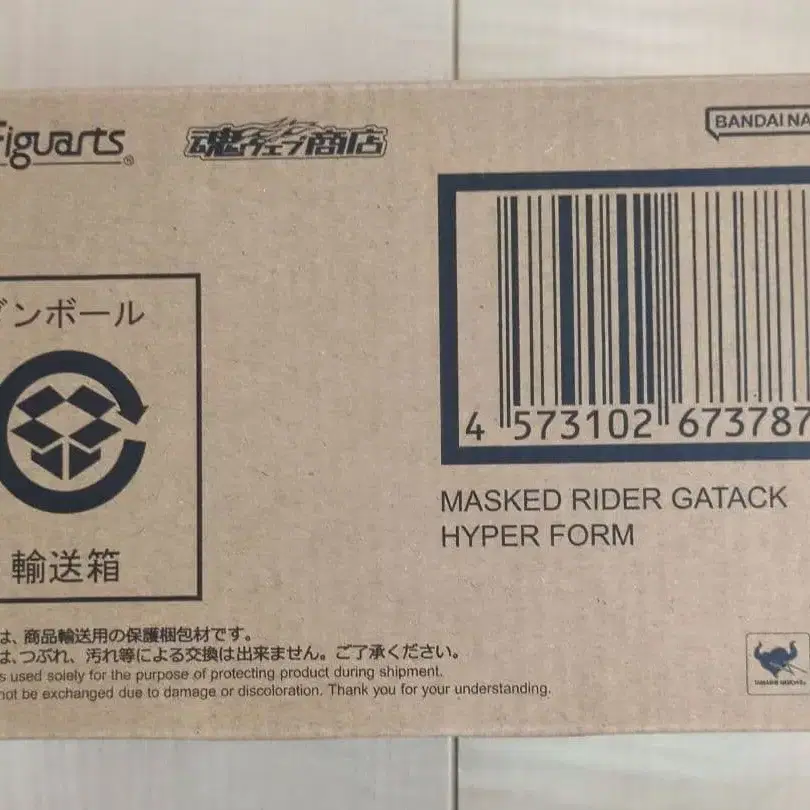 Figuarts®
魂ウェブ商店
BANDAI NA
ダンボール
輸送箱
4 573102 673787
MASKED RIDER GATACK
HYPER FORM
は、商品輸送用の保護梱包材です。
は、つぶれ、汚れ等による交換は出来ません。ご了承ください。
s used solely for the purpose of protecting product during shipment.
not be exchanged due to damage or discoloration. Thank you for your understanding.
TAMASHII NATIONS